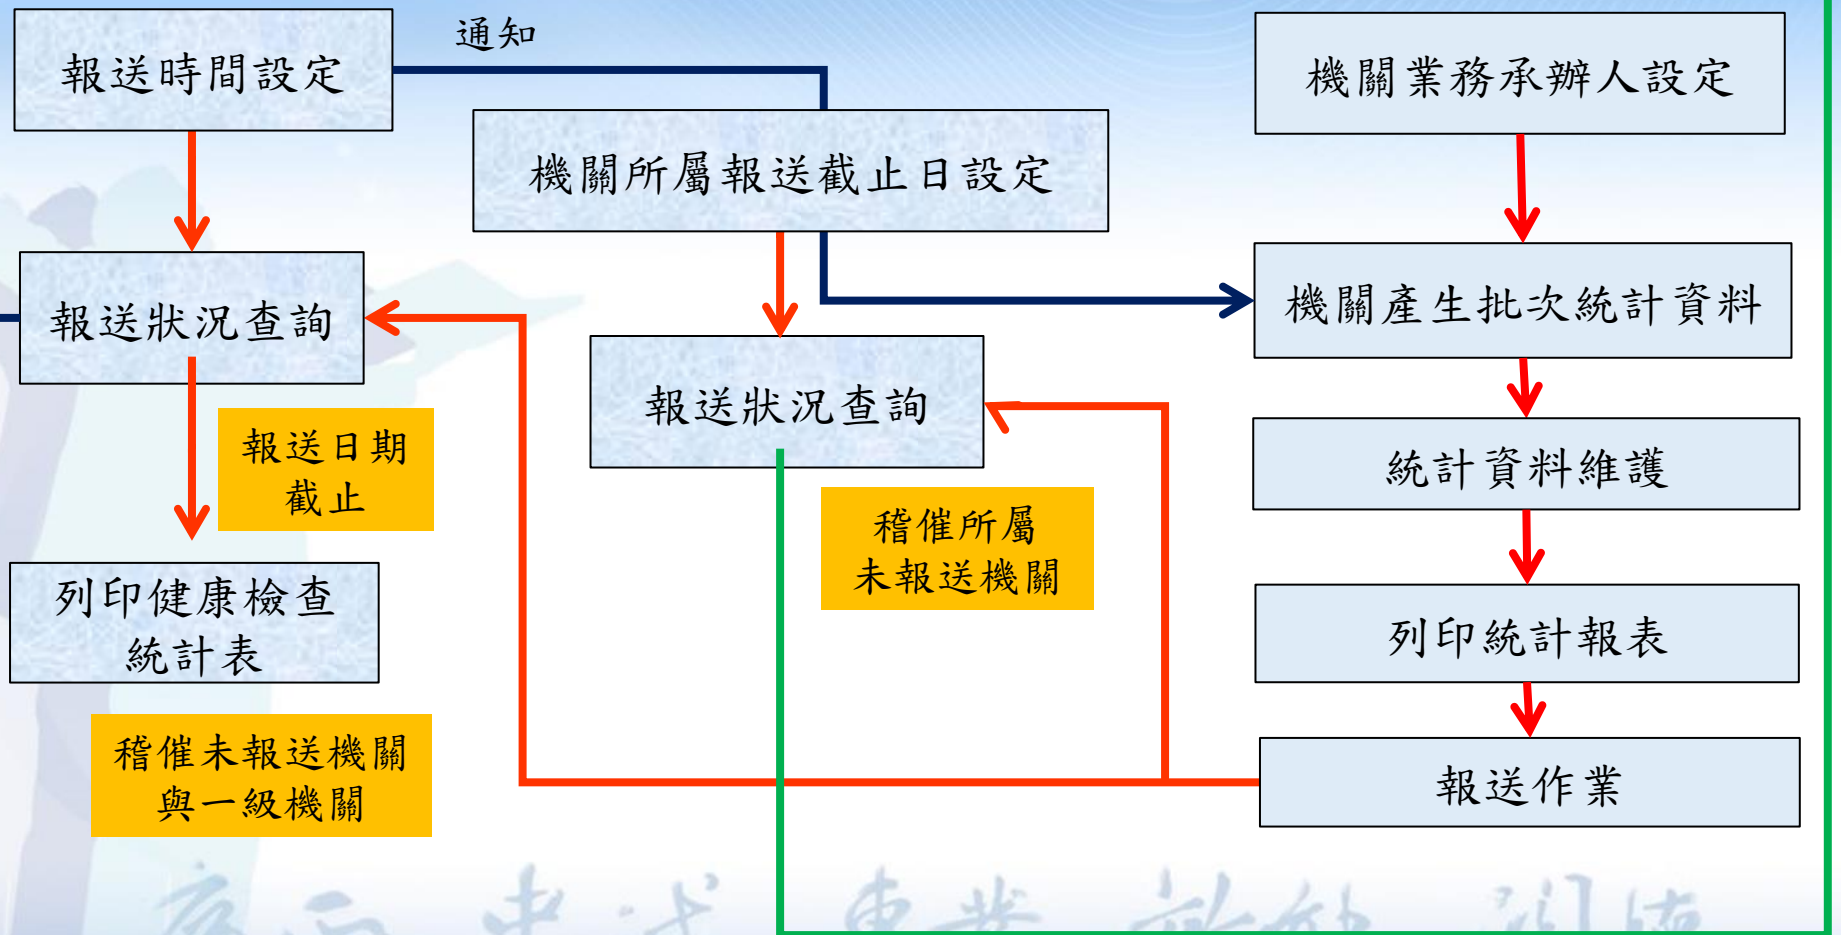 報送時間設定
通知
機關業務承辦人設定
機關所屬報送截止日設定
報送狀況查詢
機關產生批次統計資料
報送狀況查詢
報送日期
截止
統計資料維護
稽催所屬
未報送機關
列印健康檢查
統計表
列印統計報表
稽催未報送機關
與一級機關
報送作業